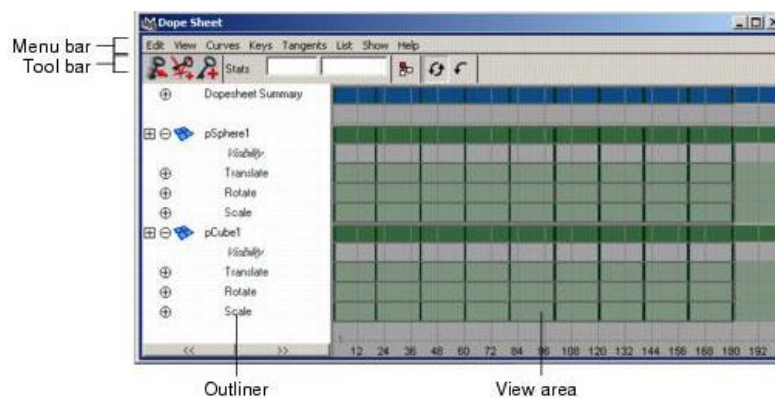 Dope Sheet
Menu bar
Edit View Curves Keys Tangents List Show Help
Tool bar
Stats
Dopesheet Summary
pSphere1
Visibility
Translate
Rotate
Scale
pCube1
Visibility
Translate
Rotate
Scale
<< >>
1
12 24 36 48 60 72 84 96 108 120 132 144 156 168 180 192
Outliner
View area